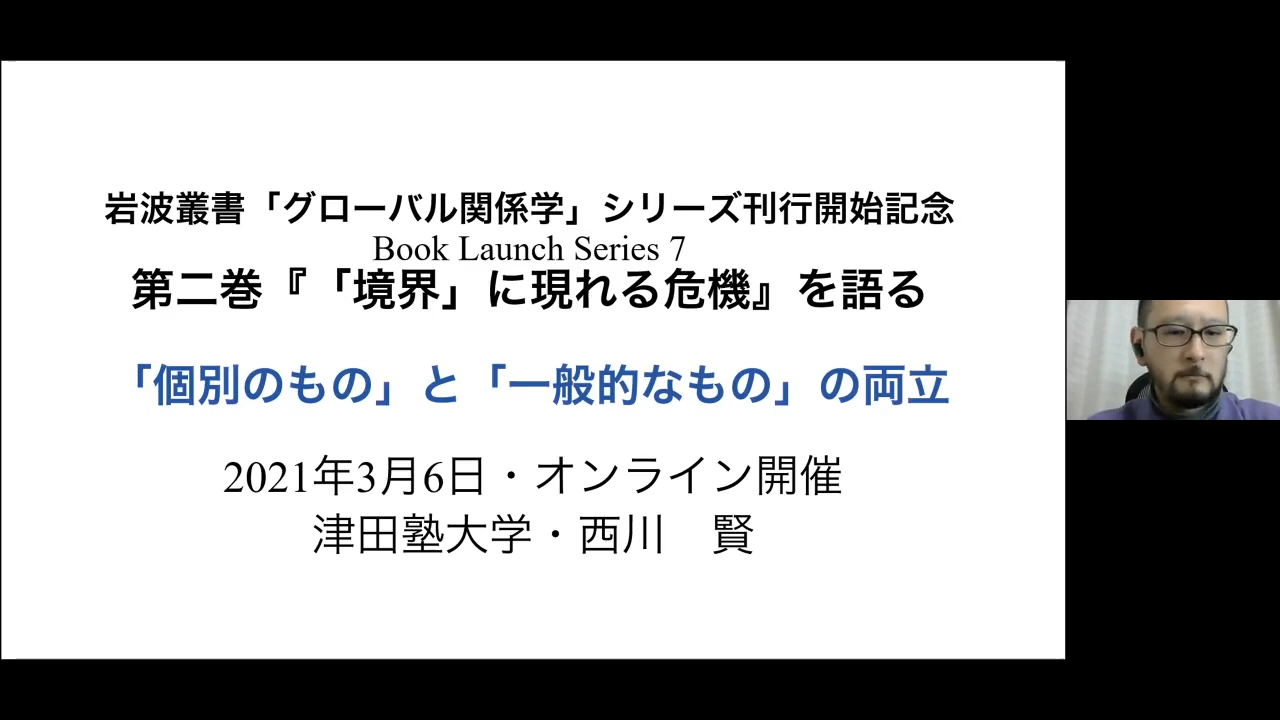 岩波叢書「グローバル関係学」シリーズ刊行開始記念
Book Launch Series 7
第二巻『「境界」に現れる危機』を語る
「個別のもの」と「一般的なもの」の両立
2021年3月6日・オンライン開催
津田塾大学・西川　賢